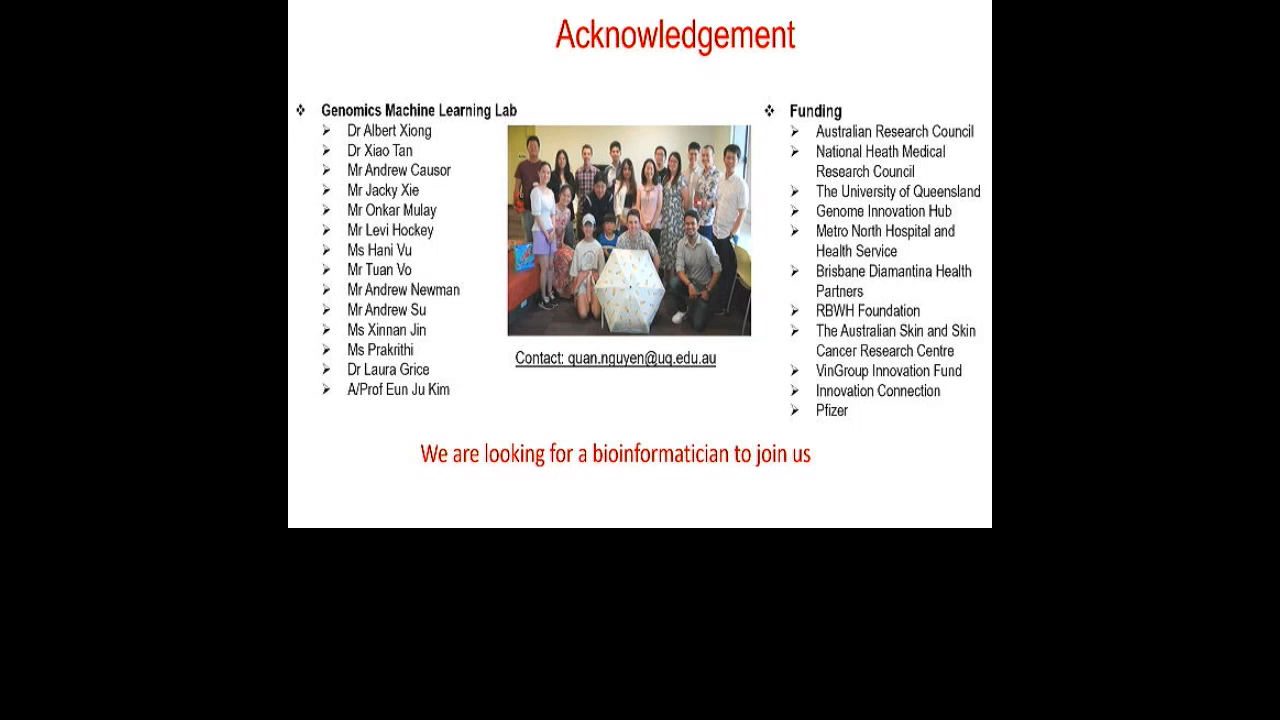 Acknowledgement
Genomics Machine Learning Lab
Dr Albert Xiong
Dr Xiao Tan
Mr Andrew Causor
Mr Jacky Xie
Mr Onkar Mulay
Mr Levi Hockey
Ms Hani Vu
Mr Tuan Vo
Mr Andrew Newman
Mr Andrew Su
Ms Xinnan Jin
Ms Prakrithi
Dr Laura Grice
A/Prof Eun Ju Kim
Contact: quan.nguyen@uq.edu.au
Funding
Australian Research Council
National Heath Medical
Research Council
The University of Queensland
Genome Innovation Hub
Metro North Hospital and
Health Service
Brisbane Diamantina Health
Partners
RBWH Foundation
The Australian Skin and Skin
Cancer Research Centre
VinGroup Innovation Fund
Innovation Connection
Pfizer
We are looking for a bioinformatician to join us